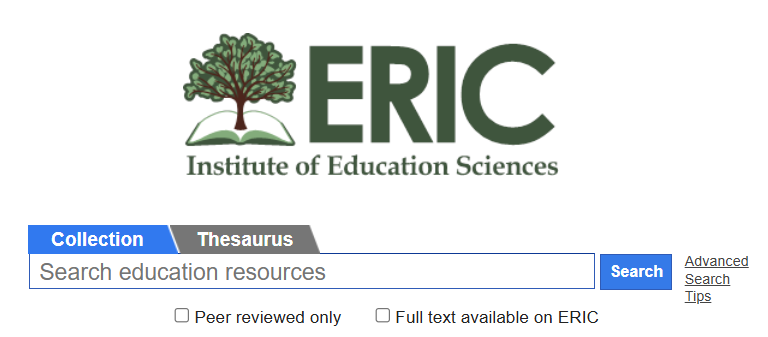 ERIC
Institute of Education Sciences
Collection Thesaurus
Search education resources Search
Advanced
Search
Tips
Peer reviewed only Full text available on ERIC